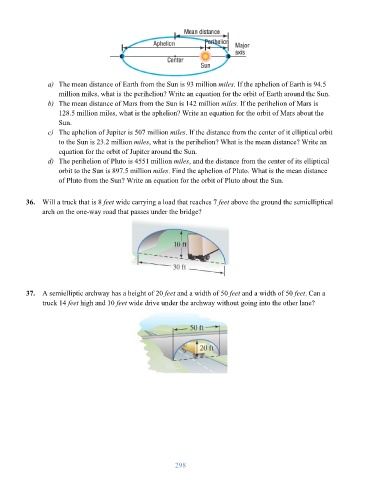 Mean distance
Aphelion Perihelion Major
axis
Center
Sun
a) The mean distance of Earth from the Sun is 93 million miles. If the aphelion of Earth is 94.5
million miles, what is the perihelion? Write an equation for the orbit of Earth around the Sun.
b) The mean distance of Mars from the Sun is 142 million miles. If the perihelion of Mars is
128.5 million miles, what is the aphelion? Write an equation for the orbit of Mars about the
Sun.
c) The aphelion of Jupiter is 507 million miles. If the distance from the center of it elliptical orbit
to the Sun is 23.2 million miles, what is the perihelion? What is the mean distance? Write an
equation for the orbit of Jupiter around the Sun.
d) The perihelion of Pluto is 4551 million miles, and the distance from the center of its elliptical
orbit to the Sun is 897.5 million miles. Find the aphelion of Pluto. What is the mean distance
of Pluto from the Sun? Write an equation for the orbit of Pluto about the Sun.
36. Will a truck that is 8 feet wide carrying a load that reaches 7 feet above the ground the semielliptical
arch on the one-way road that passes under the bridge?
10 ft
30 ft
37. A semielliptic archway has a height of 20 feet and a width of 50 feet and a width of 50 feet. Can a
truck 14 feet high and 10 feet wide drive under the archway without going into the other lane?
50 ft
20 ft
298